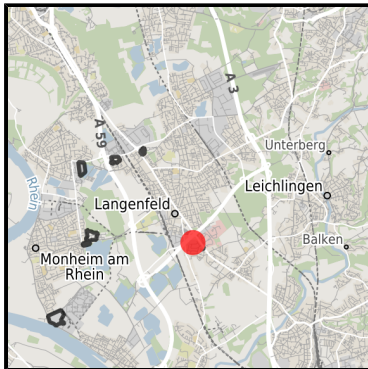 A 3
A 59
Unterberg
Leichlingen
Rhein
Langenfeld
Balken
Monheim am
Rhein